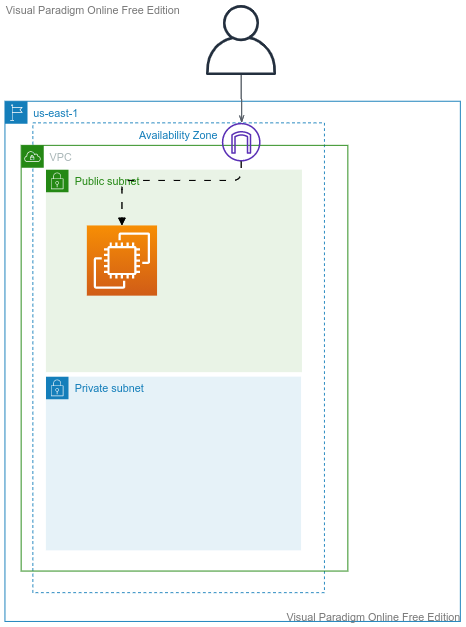 Visual Paradigm Online Free Edition
us-east-1
Availability Zone
VPC
Public subnet
Private subnet
Visual Paradigm Online Free Edition